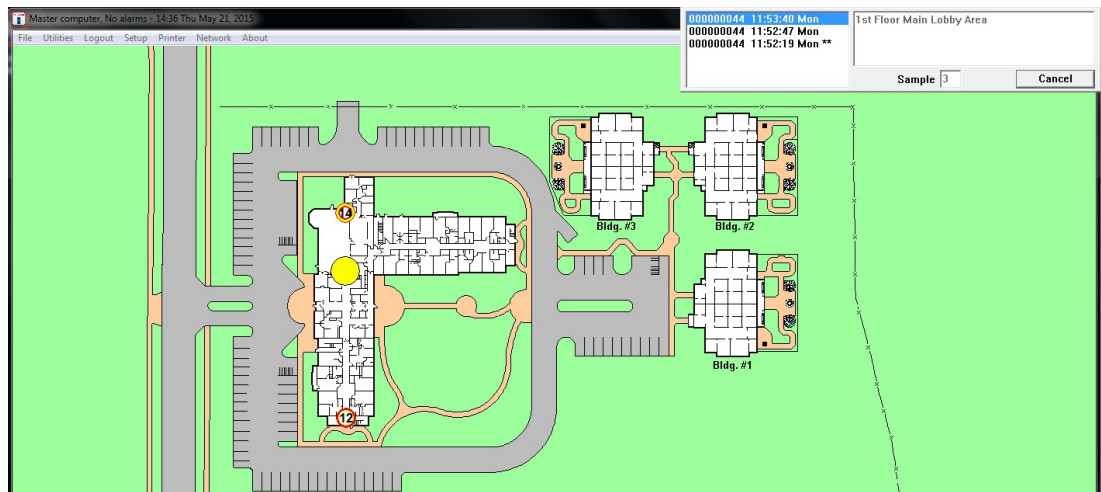 Master computer, No alarms - 14:36 Thu May 21, 2015
File Utilities Logout Setup Printer Network About
000000044 11:53:40 Mon
000000044 11:52:47 Mon
000000044 11:52:19 Mon **
1st Floor Main Lobby Area
Sample 3 Cancel
14
12
Bldg. #3
Bldg. #2
Bldg. #1